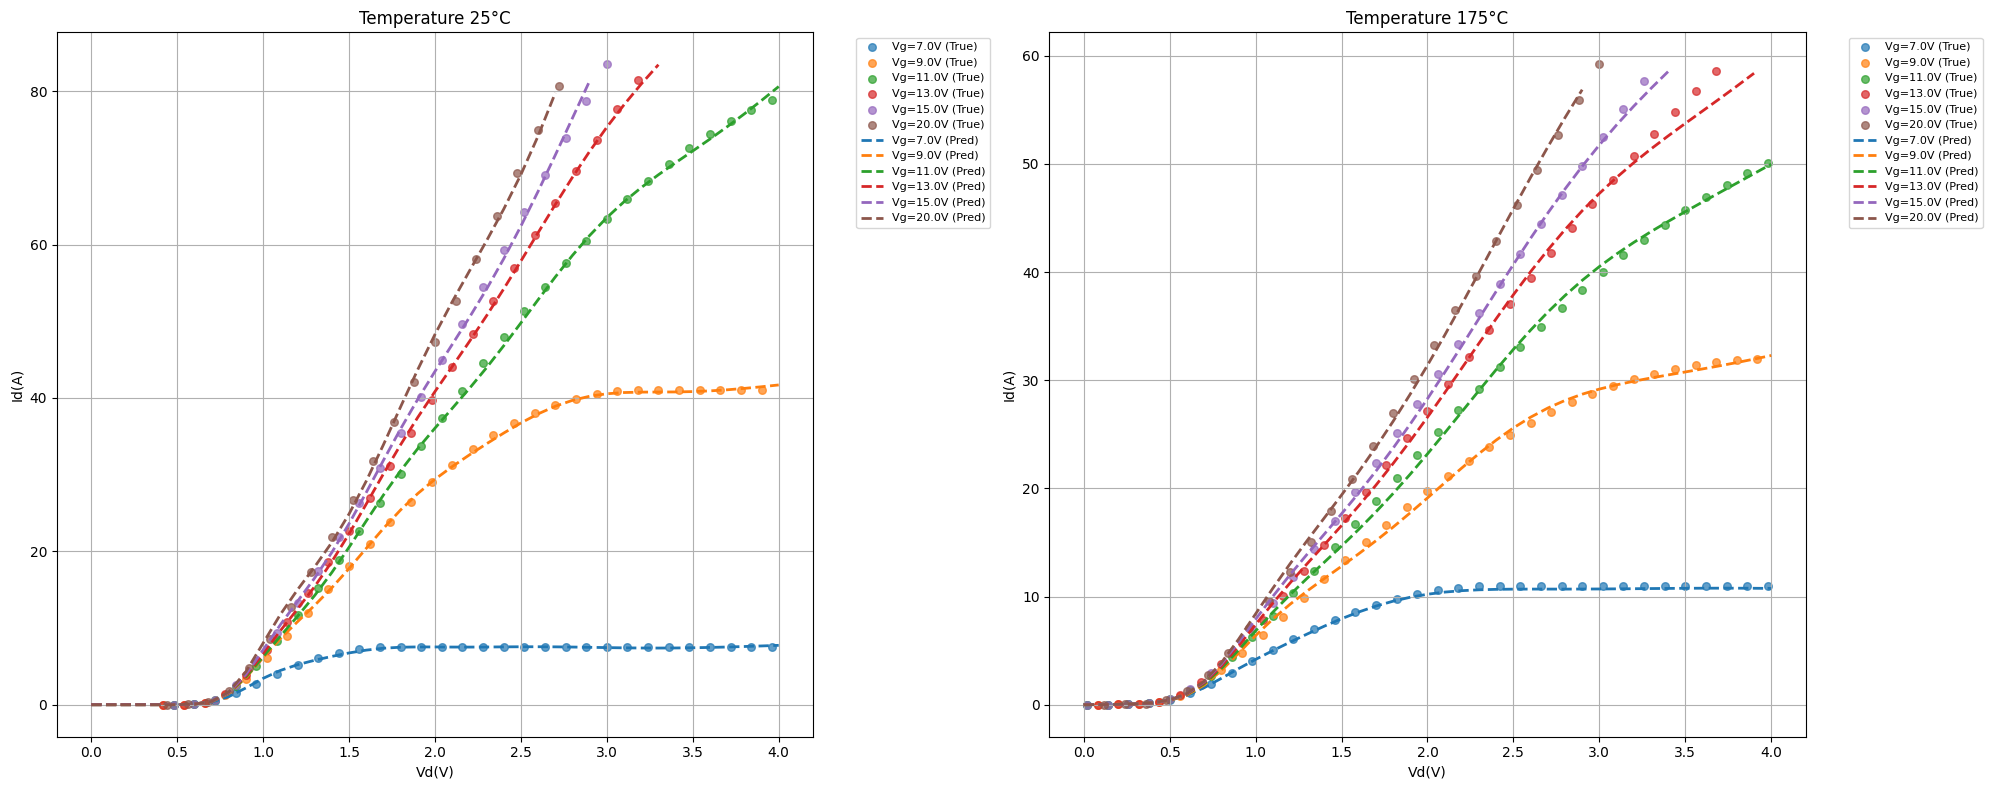 Temperature 25°C
80
60
40
20
0
Id(A)
0.0 0.5 1.0 1.5 2.0 2.5 3.0 3.5 4.0
Vd(V)
Vg=7.0V (True)
Vg=9.0V (True)
Vg=11.0V (True)
Vg=13.0V (True)
Vg=15.0V (True)
Vg=20.0V (True)
Vg=7.0V (Pred)
Vg=9.0V (Pred)
Vg=11.0V (Pred)
Vg=13.0V (Pred)
Vg=15.0V (Pred)
Vg=20.0V (Pred)
Temperature 175°C
60
50
40
30
20
10
0
Id(A)
0.0 0.5 1.0 1.5 2.0 2.5 3.0 3.5 4.0
Vd(V)
Vg=7.0V (True)
Vg=9.0V (True)
Vg=11.0V (True)
Vg=13.0V (True)
Vg=15.0V (True)
Vg=20.0V (True)
Vg=7.0V (Pred)
Vg=9.0V (Pred)
Vg=11.0V (Pred)
Vg=13.0V (Pred)
Vg=15.0V (Pred)
Vg=20.0V (Pred)